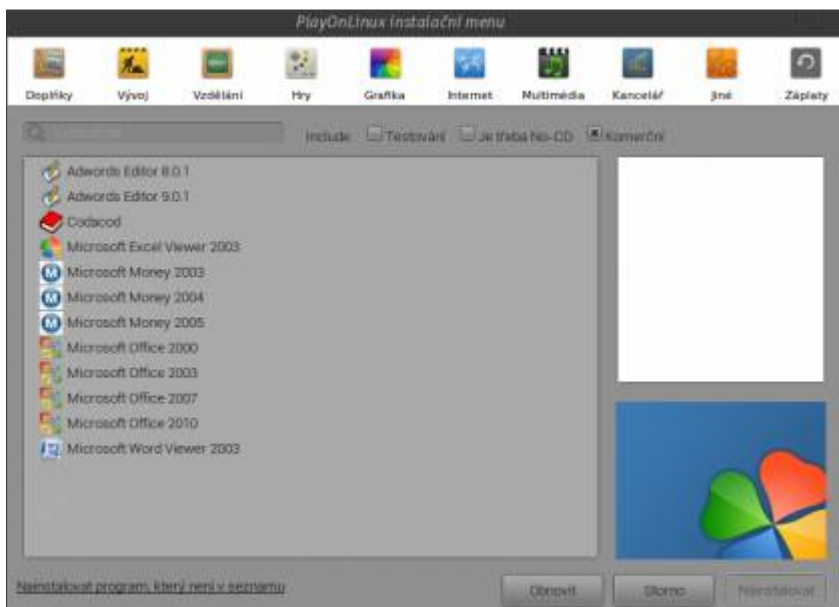 PlayOnLinux instalační menu
Doplňky Vývoj Vzdělání Hry Grafika Internet Multimédia Kancelář Jiné Záplaty
Include: Testování Je třeba No-CD Komerční
Adwords Editor 8.0.1
Adwords Editor 9.0.1
Codacod
Microsoft Excel Viewer 2003
Microsoft Money 2003
Microsoft Money 2004
Microsoft Money 2005
Microsoft Office 2000
Microsoft Office 2003
Microsoft Office 2007
Microsoft Office 2010
Microsoft Word Viewer 2003
Nainstalovat program, který není v seznamu
Obnovit Storno Nainstalovat